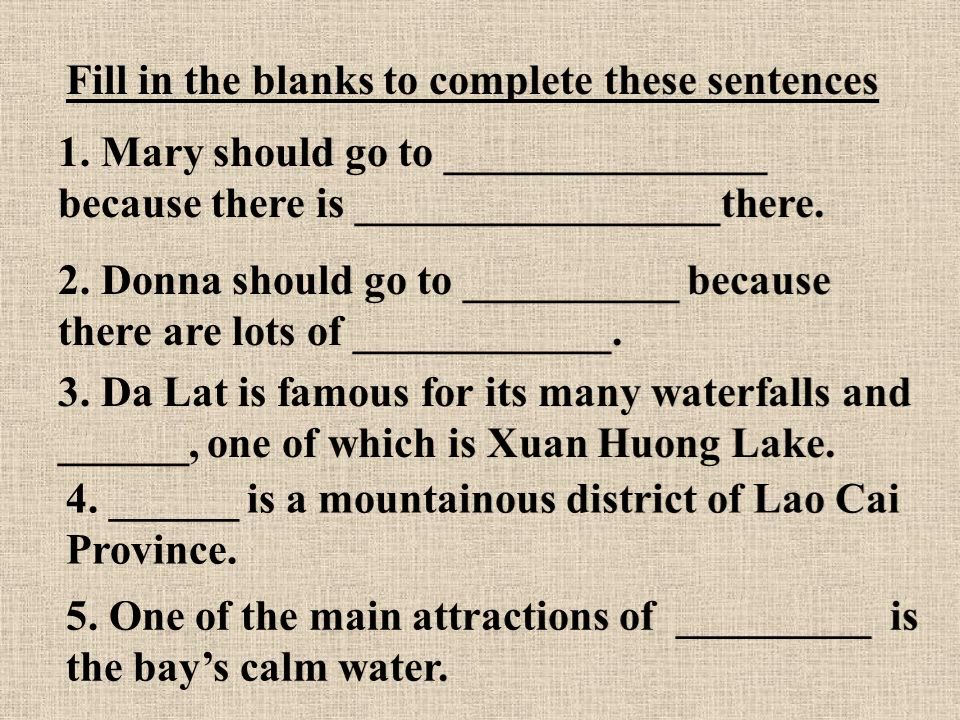 Fill in the blanks to complete these sentences
1. Mary should go to _______________
because there is _________________there.
2. Donna should go to __________ because
there are lots of ____________.
3. Da Lat is famous for its many waterfalls and
______, one of which is Xuan Huong Lake.
4. ______ is a mountainous district of Lao Cai
Province.
5. One of the main attractions of _________ is
the bay’s calm water.